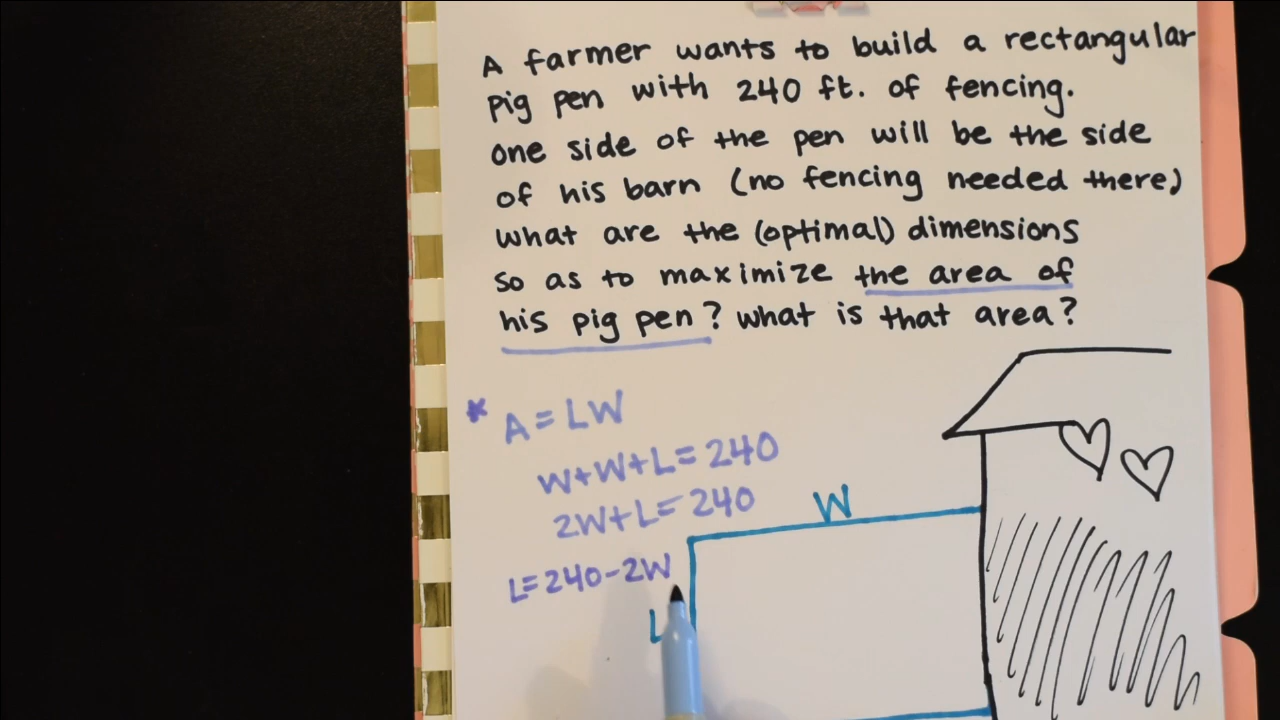 A farmer wants to build a rectangular
pig pen with 240 ft. of fencing.
one side of the pen will be the side
of his barn (no fencing needed there)
what are the (optimal) dimensions
so as to maximize the area of
his pig pen? what is that area?
* A = LW
W+W+L = 240
2W+L = 240
L=240-2W
W
L